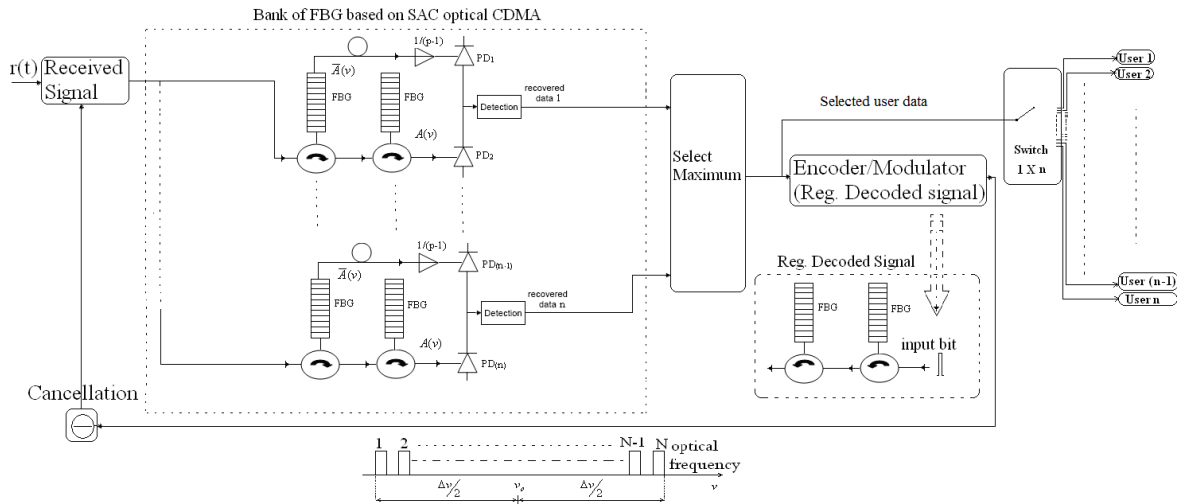 Bank of FBG based on SAC optical CDMA
r(t)
Received
Signal
1/(p-1)
PD1
A̅(v)
FBG
FBG
A(v)
PD2
Detection
recovered
data 1
1/(p-1)
PD(n-1)
A̅(v)
FBG
FBG
A(v)
PD(n)
Detection
recovered
data n
Select
Maximum
Selected user data
Encoder/Modulator
(Reg. Decoded signal)
Switch
1 X n
User 1
User 2
User (n-1)
User n
Reg. Decoded Signal
FBG
FBG
input bit
Cancellation
1 2 N-1 N optical
frequency
Δv/2 vo Δv/2 v